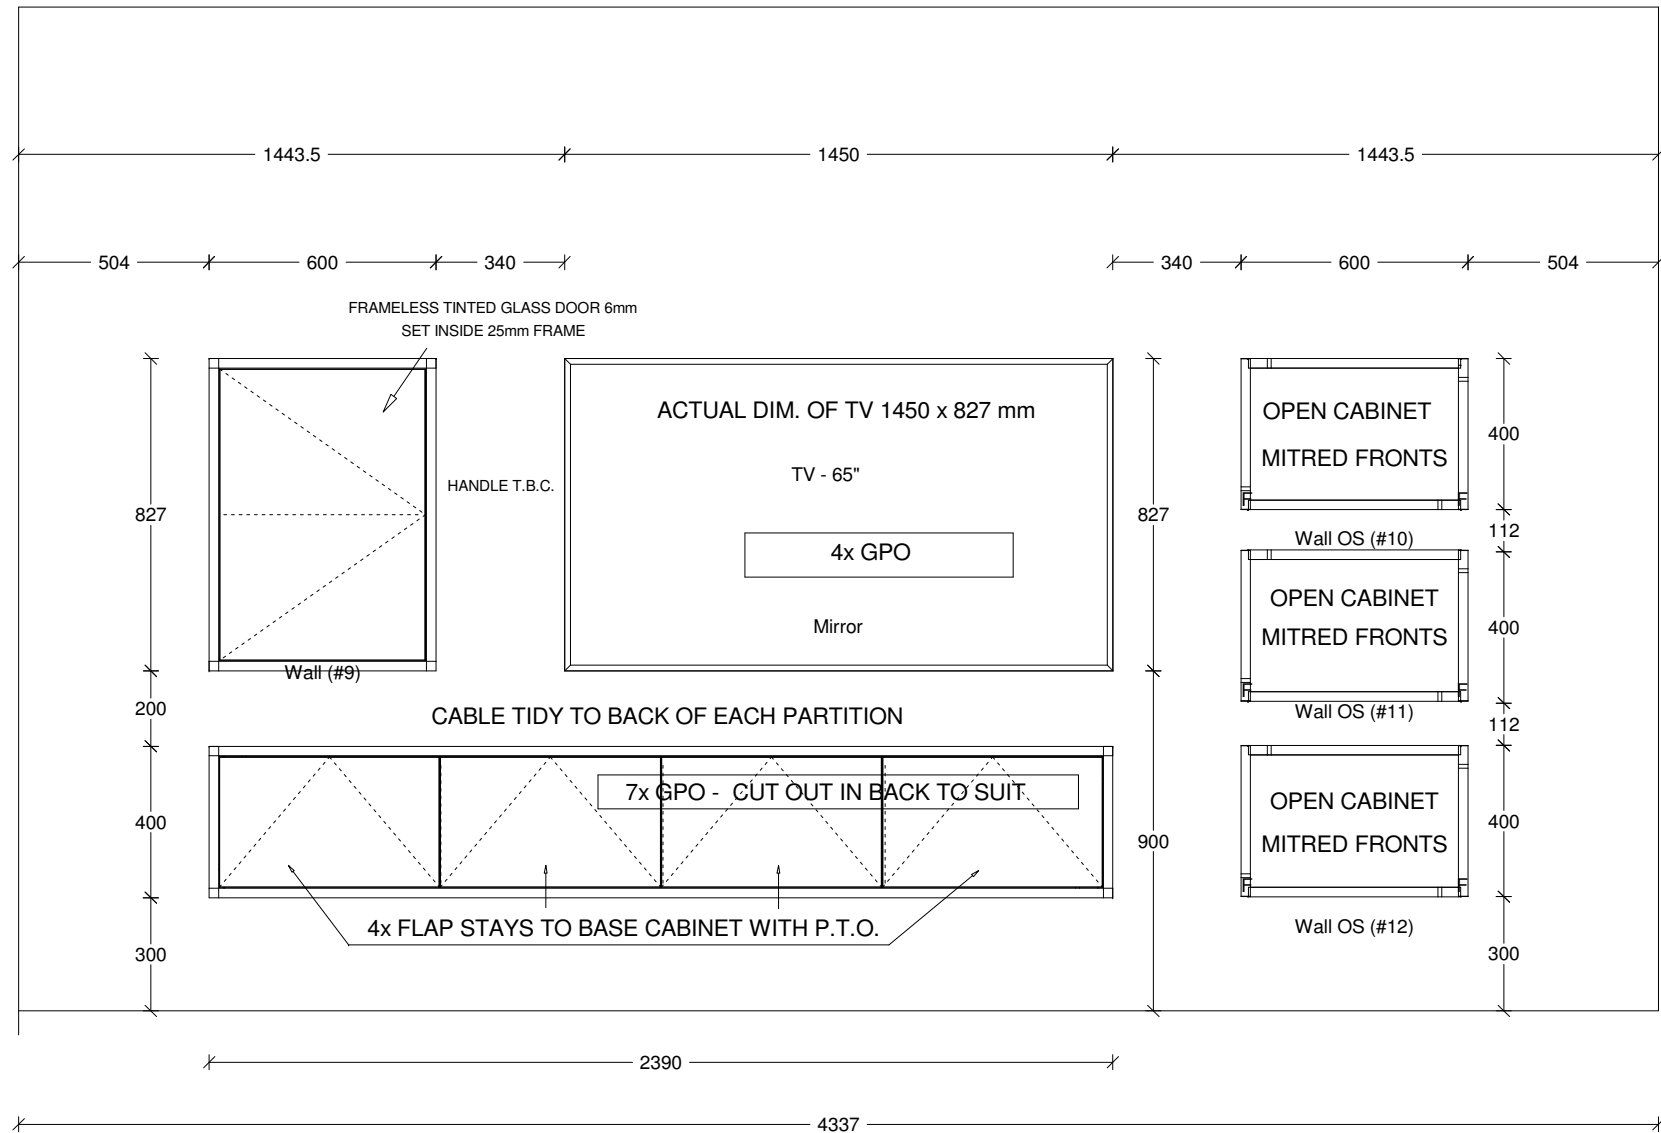 1443.5
1450
1443.5
504
600
340
340
600
504
FRAMELESS TINTED GLASS DOOR 6mm
SET INSIDE 25mm FRAME
ACTUAL DIM. OF TV 1450 x 827 mm
TV - 65"
HANDLE T.B.C.
4x GPO
Mirror
827
827
Wall (#9)
200
CABLE TIDY TO BACK OF EACH PARTITION
7x GPO - CUT OUT IN BACK TO SUIT
400
900
4x FLAP STAYS TO BASE CABINET WITH P.T.O.
300
OPEN CABINET
MITRED FRONTS
400
F
F
Wall OS (#10)
112
OPEN CABINET
MITRED FRONTS
400
F
F
Wall OS (#11)
112
OPEN CABINET
MITRED FRONTS
400
F
F
Wall OS (#12)
300
2390
4337